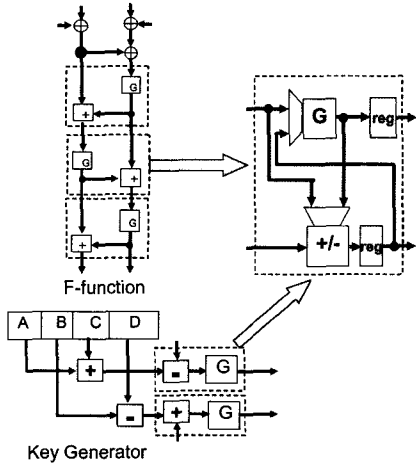 G
+
G
+
G
+
F-function
G
reg
+/-
reg
A B C D
+
-
G
-
+
G
Key Generator